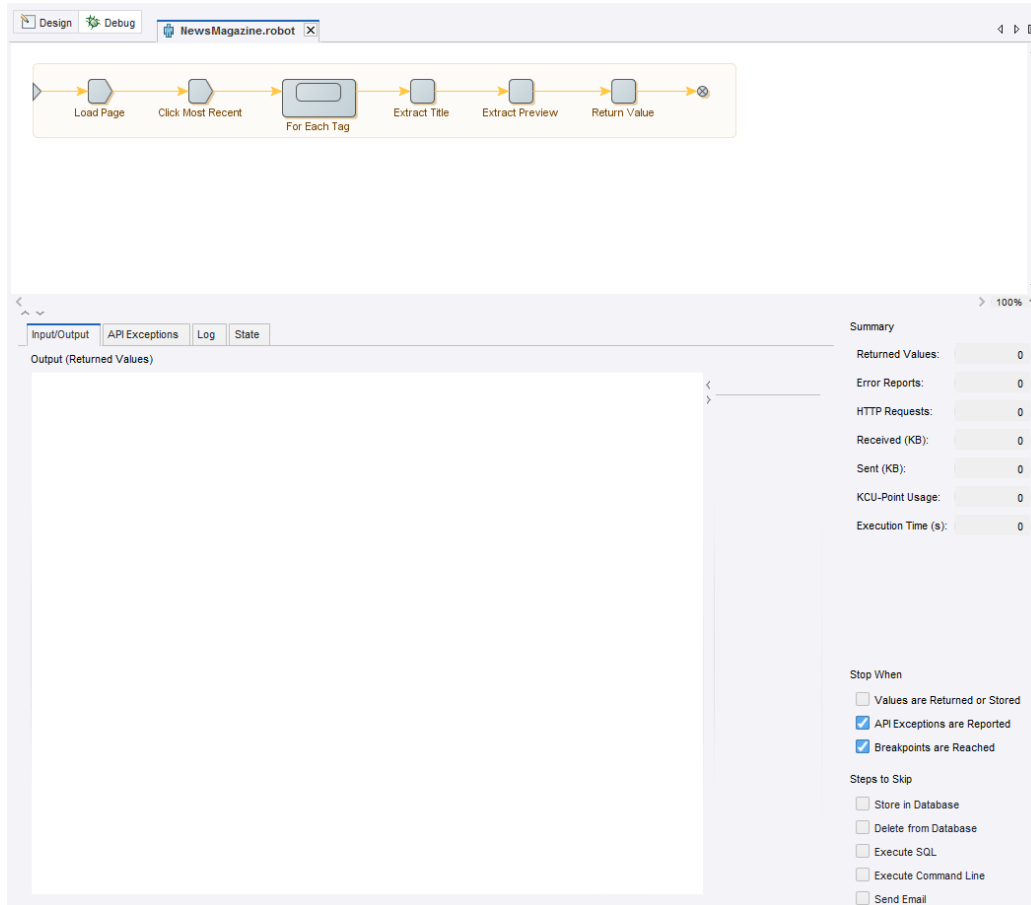 Design Debug NewsMagazine.robot
Load Page Click Most Recent For Each Tag Extract Title Extract Preview Return Value
100%
Input/Output API Exceptions Log State
Output (Returned Values)
Summary
Returned Values: 0
Error Reports: 0
HTTP Requests: 0
Received (KB): 0
Sent (KB): 0
KCU-Point Usage: 0
Execution Time (s): 0
Stop When
Values are Returned or Stored
API Exceptions are Reported
Breakpoints are Reached
Steps to Skip
Store in Database
Delete from Database
Execute SQL
Execute Command Line
Send Email